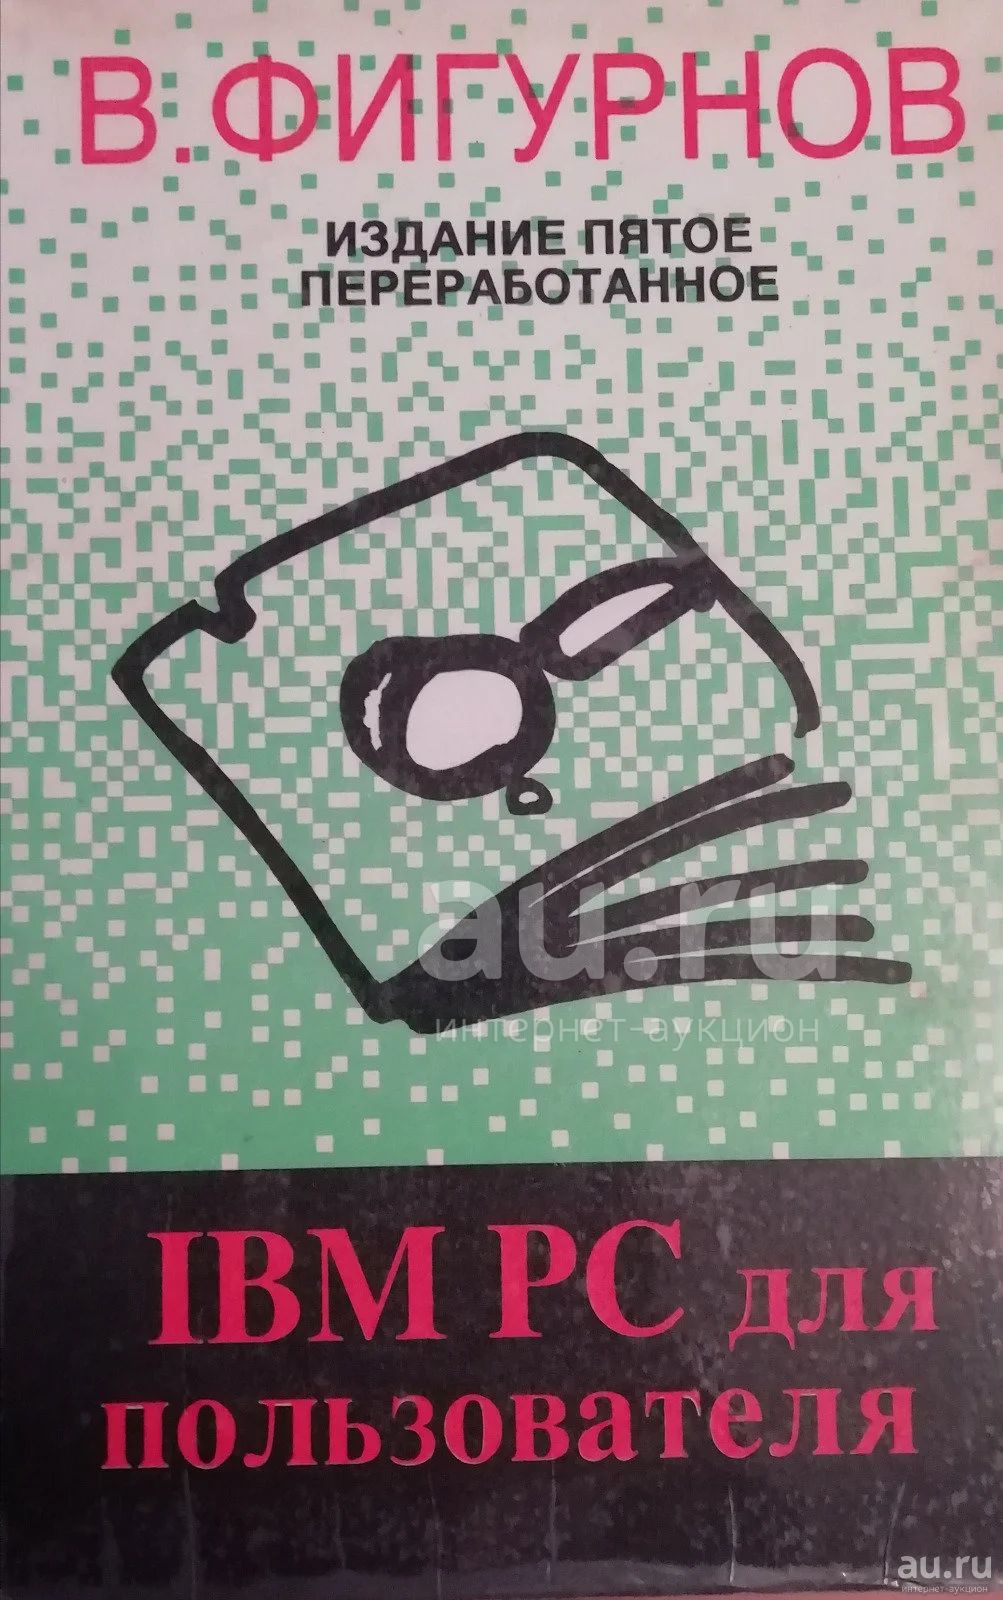 В. ФИГУРНОВ
ИЗДАНИЕ ПЯТОЕ
ПЕРЕРАБОТАННОЕ
au.ru
интернет-аукцион
IBM PC для
пользователя
au.ru
интернет-аукцион